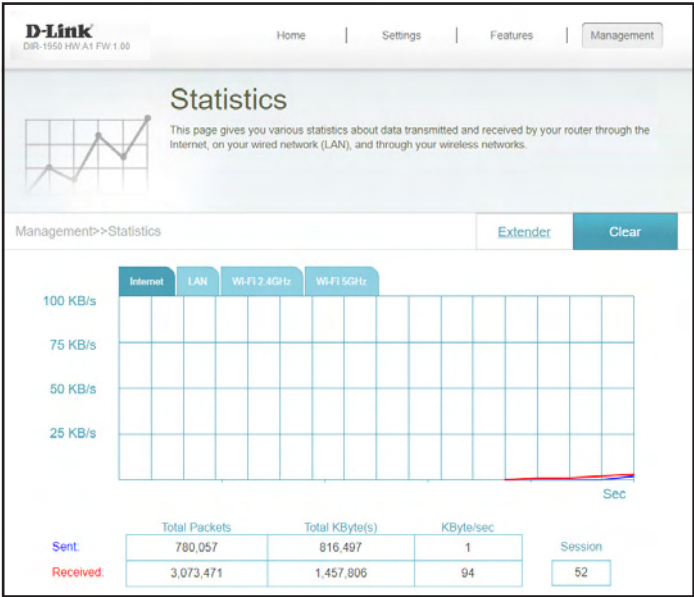 D-Link
DIR-1950 HW:A1 FW:1.00
Home | Settings | Features | Management
Statistics
This page gives you various statistics about data transmitted and received by your router through the
Internet, on your wired network (LAN), and through your wireless networks.
Management>>Statistics
Extender Clear
Internet LAN Wi-Fi 2.4GHz Wi-Fi 5GHz
100 KB/s
75 KB/s
50 KB/s
25 KB/s
Sec
Total Packets Total KByte(s) KByte/sec
Sent: 780,057 816,497 1 Session
Received: 3,073,471 1,457,806 94 52